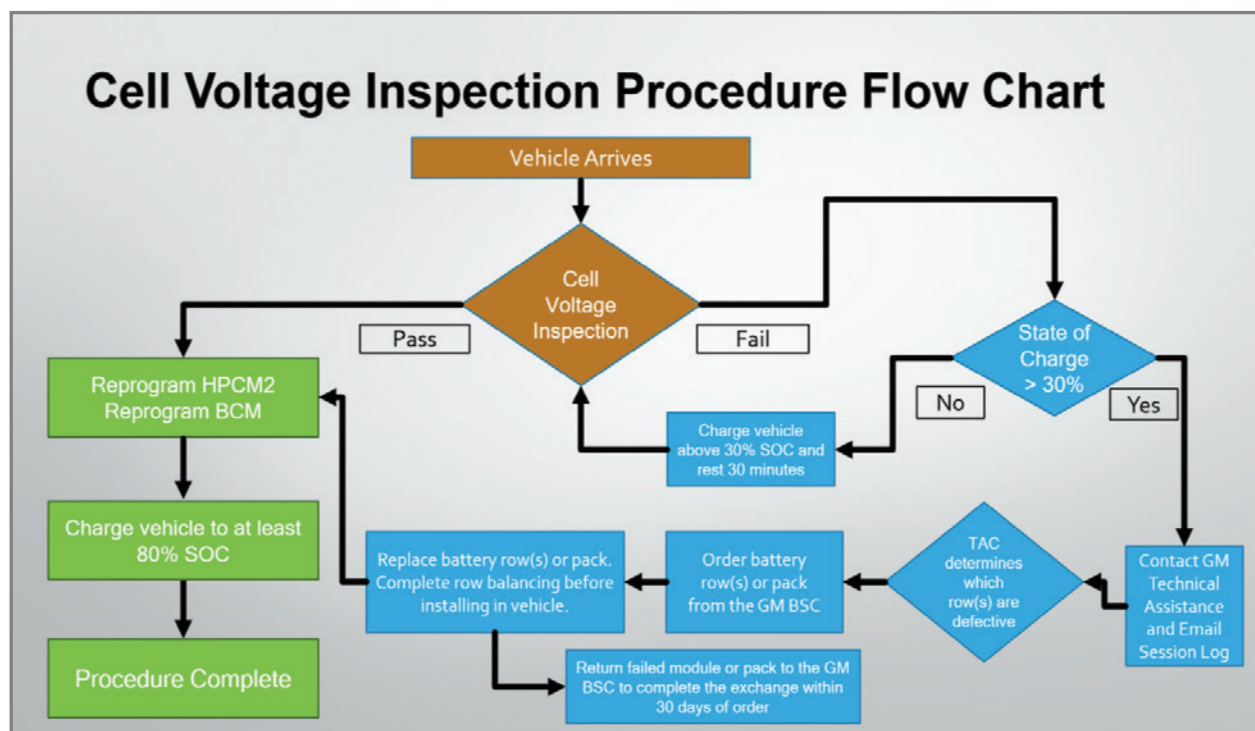 Cell Voltage Inspection Procedure Flow Chart
Vehicle Arrives
Cell
Voltage
Inspection
Pass
Fail
State of
Charge
> 30%
No
Yes
Reprogram HPCM2
Reprogram BCM
Charge vehicle
above 30% SOC and
rest 30 minutes
Charge vehicle to at least
80% SOC
Replace battery row(s) or pack.
Complete row balancing before
installing in vehicle.
Order battery
row(s) or pack
from the GM BSC
TAC
determines
which
row(s) are
defective
Contact GM
Technical
Assistance
and Email
Session Log
Procedure Complete
Return failed module or pack to the GM
BSC to complete the exchange within
30 days of order